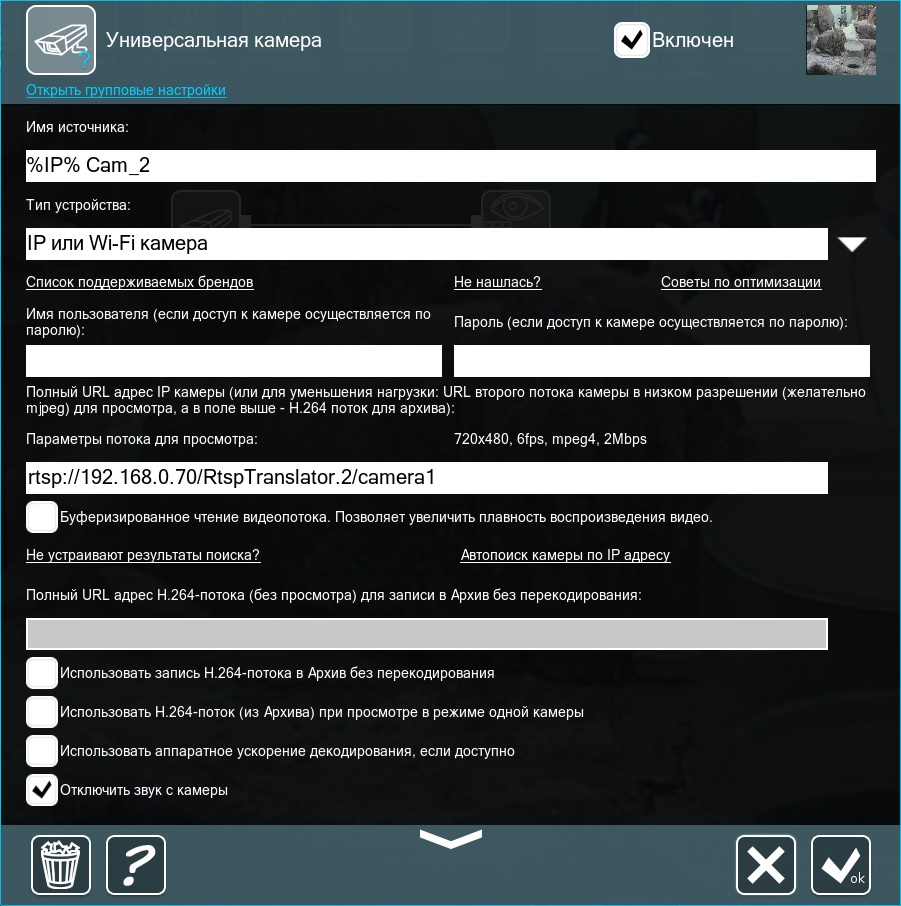 Универсальная камера
Включен
Открыть групповые настройки
Имя источника:
%IP% Cam_2
Тип устройства:
IP или Wi-Fi камера
Список поддерживаемых брендов
Не нашлась?
Советы по оптимизации
Имя пользователя (если доступ к камере осуществляется по
паролю):
Пароль (если доступ к камере осуществляется по паролю):
Полный URL адрес IP камеры (или для уменьшения нагрузки: URL второго потока камеры в низком разрешении (желательно
mjpeg) для просмотра, а в поле выше - H.264 поток для архива):
Параметры потока для просмотра:
720x480, 6fps, mpeg4, 2Mbps
rtsp://192.168.0.70/RtspTranslator.2/camera1
Буферизированное чтение видеопотока. Позволяет увеличить плавность воспроизведения видео.
Не устраивают результаты поиска?
Автопоиск камеры по IP адресу
Полный URL адрес H.264-потока (без просмотра) для записи в Архив без перекодирования:
Использовать запись H.264-потока в Архив без перекодирования
Использовать H.264-поток (из Архива) при просмотре в режиме одной камеры
Использовать аппаратное ускорение декодирования, если доступно
Отключить звук с камеры
?
ok